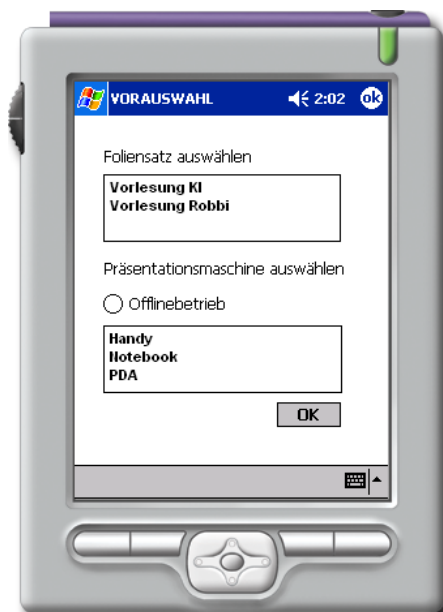 VORAUSWAHL 2:02 ok
Foliensatz auswählen
Vorlesung KI
Vorlesung Robbi
Präsentationsmaschine auswählen
Offlinebetrieb
Handy
Notebook
PDA
OK